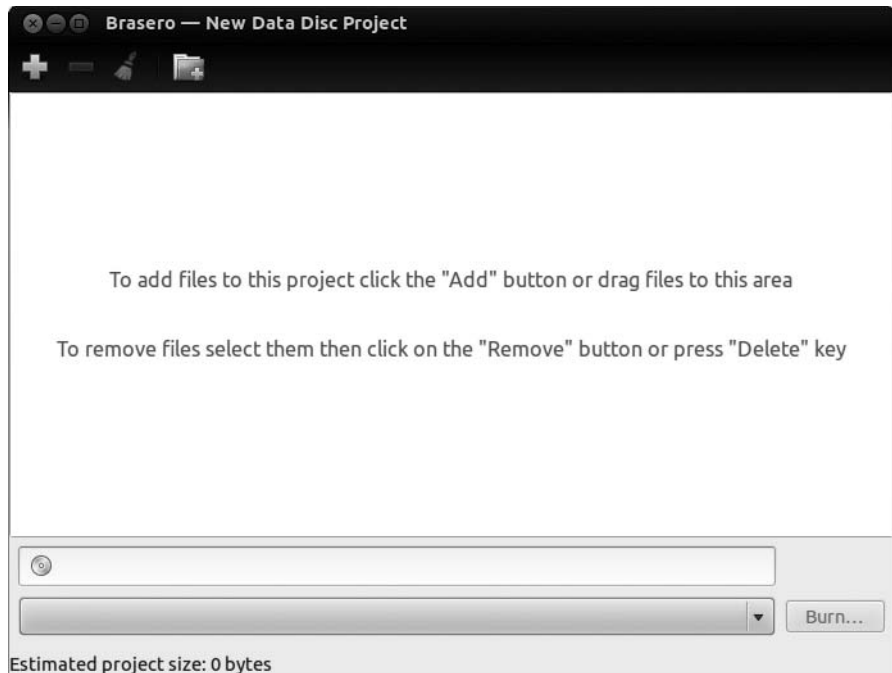 Brasero — New Data Disc Project
To add files to this project click the "Add" button or drag files to this area
To remove files select them then click on the "Remove" button or press "Delete" key
Burn...
Estimated project size: 0 bytes